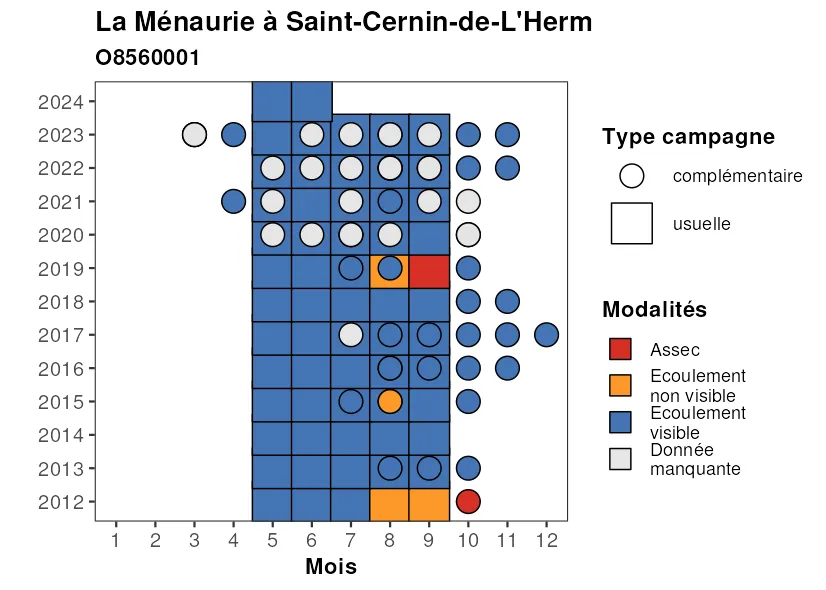 La Ménaurie à Saint-Cernin-de-L'Herm
O8560001
2024
2023
2022
2021
2020
2019
2018
2017
2016
2015
2014
2013
2012
1 2 3 4 5 6 7 8 9 10 11 12
Mois
Type campagne
complémentaire
usuelle
Modalités
Assec
Ecoulement
non visible
Ecoulement
visible
Donnée
manquante